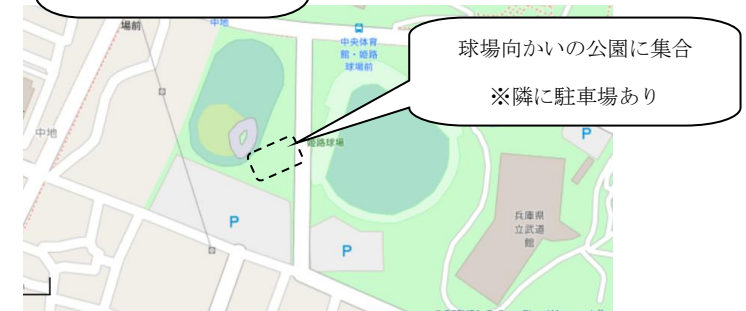 場前
中地
中央体育
館・姫路
球場前
球場向かいの公園に集合
※隣に駐車場あり
中地
姫路球場
P
P
P
兵庫県
立武道
館